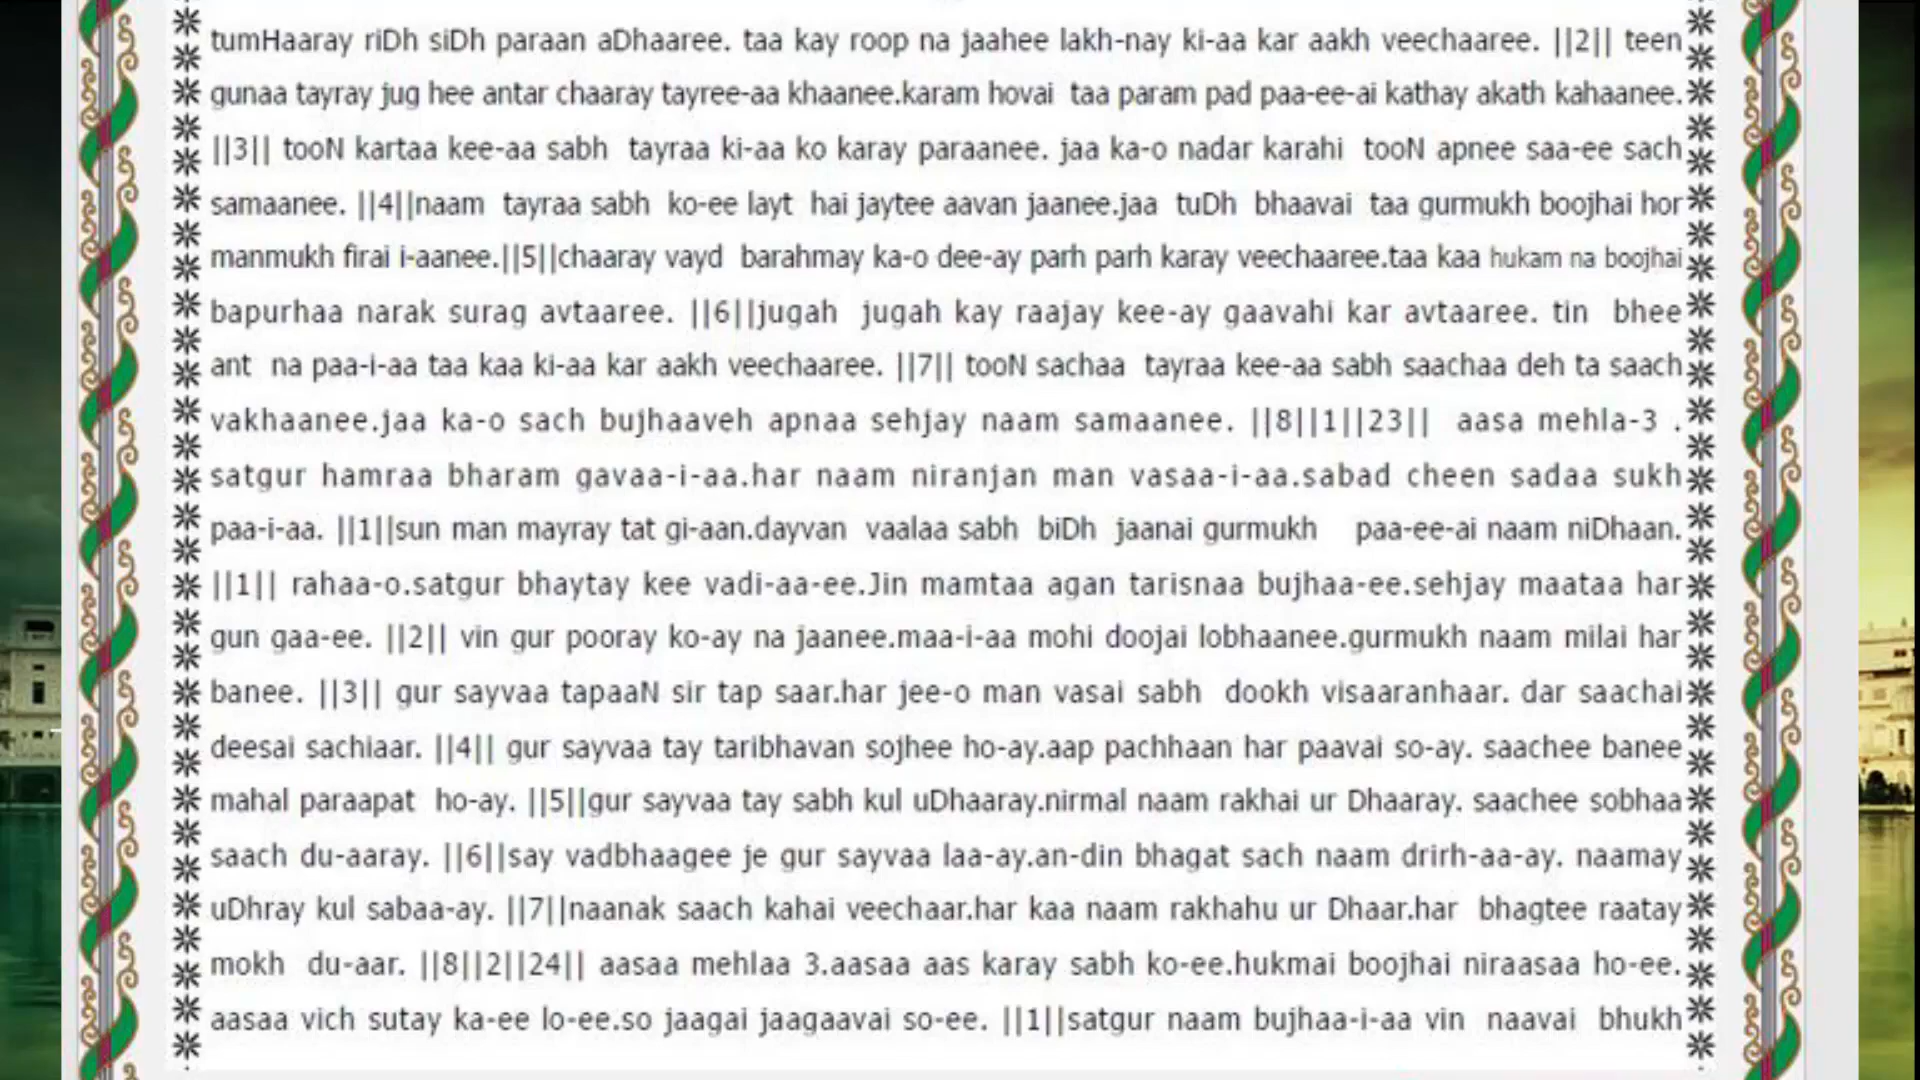 tumHaaray riDh siDh paraan aDhaaree. taa kay roop na jaahee lakh-nay ki-aa kar aakh veechaaree. ||2|| teen
gunaa tayray jug hee antar chaaray tayree-aa khaanee.karam hovai taa param pad paa-ee-ai kathay akath kahaanee.
||3|| tooN kartaa kee-aa sabh tayraa ki-aa ko karay paraanee. jaa ka-o nadar karahi tooN apnee saa-ee sach
samaanee. ||4||naam tayraa sabh ko-ee layt hai jaytee aavan jaanee.jaa tuDh bhaavai taa gurmukh boojhai hor
manmukh firai i-aanee.||5||chaaray vayd barahmay ka-o dee-ay parh parh karay veechaaree.taa kaa hukam na boojhai
bapurhaa narak surag avtaaree. ||6||jugah jugah kay raajay kee-ay gaavahi kar avtaaree. tin bhee
ant na paa-i-aa taa kaa ki-aa kar aakh veechaaree. ||7|| tooN sachaa tayraa kee-aa sabh saachaa deh ta saach
vakhaanee.jaa ka-o sach bujhaaveh apnaa sehjay naam samaanee. ||8||1||23|| aasa mehla-3 .
satgur hamraa bharam gavaa-i-aa.har naam niranjan man vasaa-i-aa.sabad cheen sadaa sukh
paa-i-aa. ||1||sun man mayray tat gi-aan.dayvan vaalaa sabh biDh jaanai gurmukh paa-ee-ai naam niDhaan.
||1|| rahaa-o.satgur bhaytay kee vadi-aa-ee.Jin mamtaa agan tarisnaa bujhaa-ee.sehjay maataa har
gun gaa-ee. ||2|| vin gur pooray ko-ay na jaanee.maa-i-aa mohi doojai lobhaanee.gurmukh naam milai har
banee. ||3|| gur sayvaa tapaaN sir tap saar.har jee-o man vasai sabh dookh visaaranhaar. dar saachai
deesai sachiaar. ||4|| gur sayvaa tay taribhavan sojhee ho-ay.aap pachhaan har paavai so-ay. saachee banee
mahal paraapat ho-ay. ||5||gur sayvaa tay sabh kul uDhaaray.nirmal naam rakhai ur Dhaaray. saachee sobhaa
saach du-aaray. ||6||say vadbhaagee je gur sayvaa laa-ay.an-din bhagat sach naam drirh-aa-ay. naamay
uDhray kul sabaa-ay. ||7||naanak saach kahai veechaar.har kaa naam rakhahu ur Dhaar.har bhagtee raatay
mokh du-aar. ||8||2||24|| aasaa mehlaa 3.aasaa aas karay sabh ko-ee.hukmai boojhai niraasaa ho-ee.
aasaa vich sutay ka-ee lo-ee.so jaagai jaagaavai so-ee. ||1||satgur naam bujhaa-i-aa vin naavai bhukh